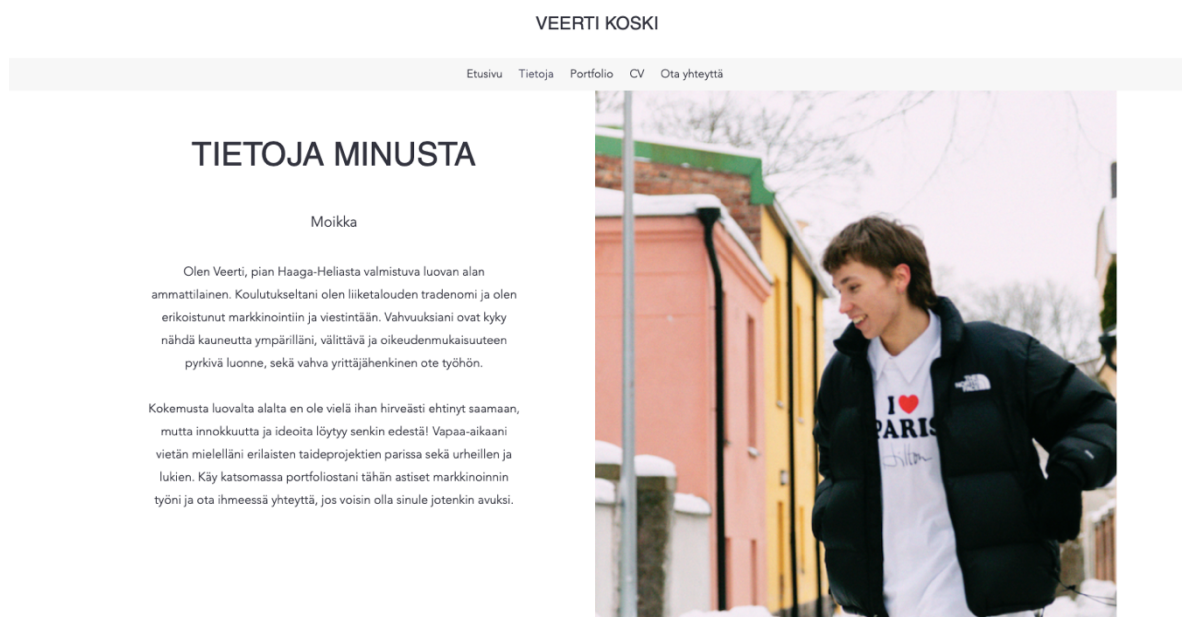 VEERTI KOSKI
Etusivu Tietoja Portfolio CV Ota yhteyttä
TIETOJA MINUSTA
Moikka
Olen Veerti, pian Haaga-Heliasta valmistuva luovan alan
ammattilainen. Koulutukseltani olen liiketalouden tradenomi ja olen
erikoistunut markkinointiin ja viestintään. Vahvuuksiani ovat kyky
nähdä kauneutta ympärilläni, välittävä ja oikeudenmukaisuuteen
pyrkivä luonne, sekä vahva yrittäjähenkinen ote työhön.
Kokemusta luovalta alalta en ole vielä ihan hirveästi ehtinyt saamaan,
mutta innokkuutta ja ideoita löytyy senkin edestä! Vapaa-aikaani
vietän mielelläni erilaisten taideprojektien parissa sekä urheillen ja
lukien. Käy katsomassa portfoliostani tähän astiset markkinoinnin
työni ja ota ihmeessä yhteyttä, jos voisin olla sinule jotenkin avuksi.
THE
NORTH
FACE
I❤
PARIS
Hilton